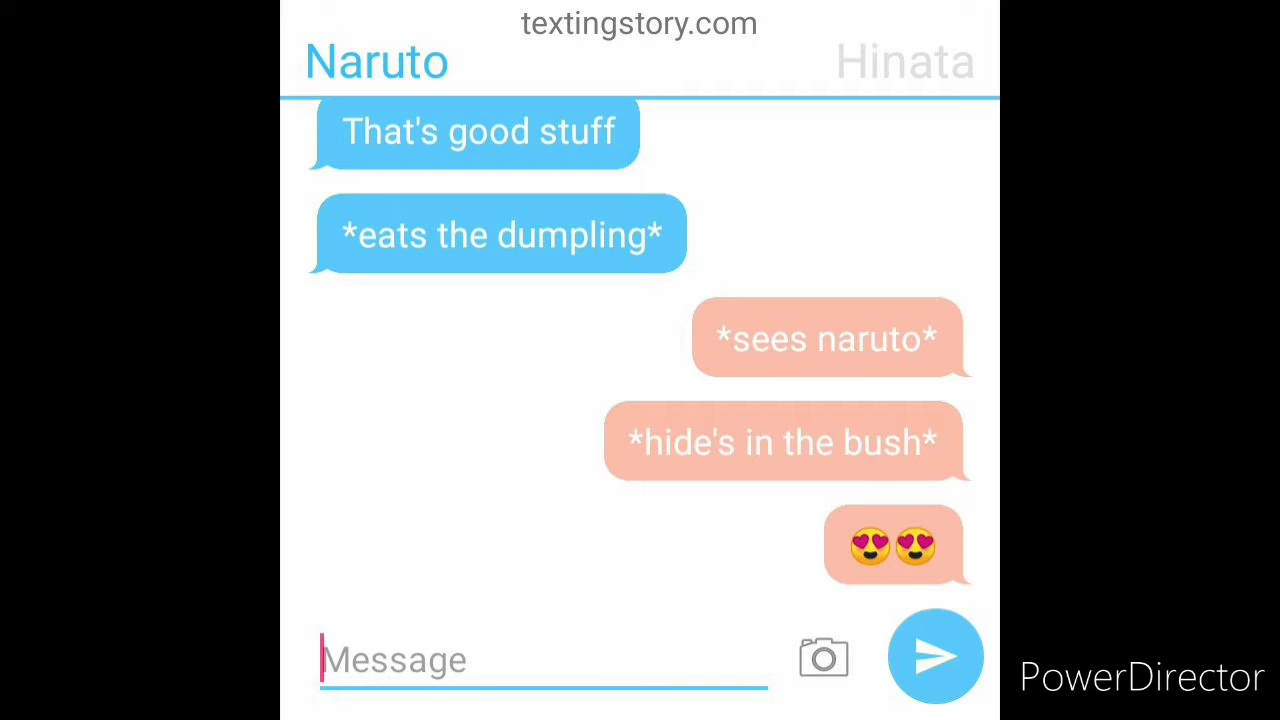 textingstory.com
Naruto Hinata
That's good stuff
*eats the dumpling*
*sees naruto*
*hide's in the bush*
😍😍
Message
PowerDirector